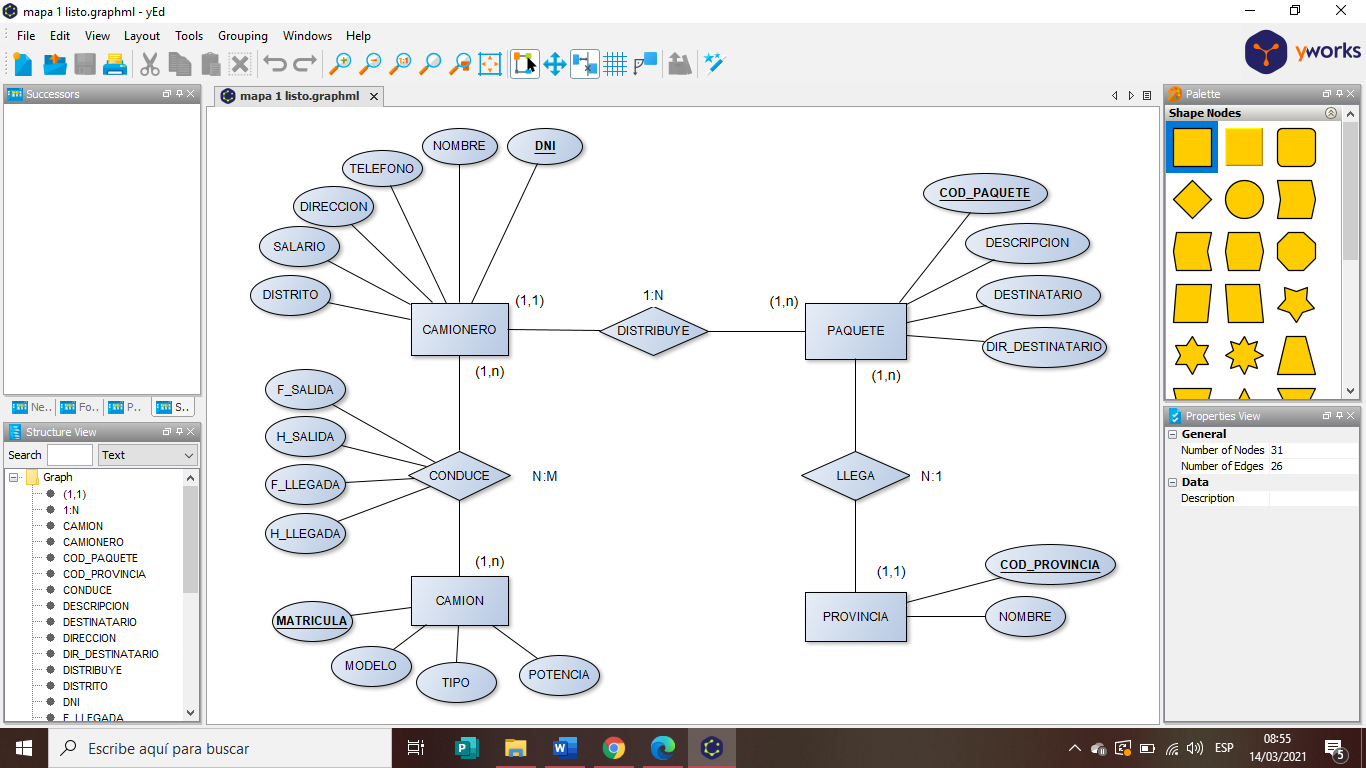 mapa 1 listo.graphml - yEd
File Edit View Layout Tools Grouping Windows Help
yworks
Successors
mapa 1 listo.graphml
Palette
Shape Nodes
NOMBRE
DNI
TELEFONO
DIRECCION
SALARIO
DISTRITO
CAMIONERO
(1,1)
1:N
DISTRIBUYE
(1,n)
PAQUETE
COD_PAQUETE
DESCRIPCION
DESTINATARIO
DIR_DESTINATARIO
(1,n)
(1,n)
F_SALIDA
H_SALIDA
F_LLEGADA
H_LLEGADA
CONDUCE
N:M
LLEGA
N:1
(1,n)
CAMION
MATRICULA
MODELO
TIPO
POTENCIA
(1,1)
PROVINCIA
COD_PROVINCIA
NOMBRE
Ne.. Fo.. P.. S..
Structure View
Search Text
Graph
(1,1)
1:N
CAMION
CAMIONERO
COD_PAQUETE
COD_PROVINCIA
CONDUCE
DESCRIPCION
DESTINATARIO
DIRECCION
DIR_DESTINATARIO
DISTRIBUYE
DISTRITO
DNI
F_LLEGADA
Properties View
General
Number of Nodes 31
Number of Edges 26
Data
Description
Escribe aquí para buscar
ESP
08:55
14/03/2021
5